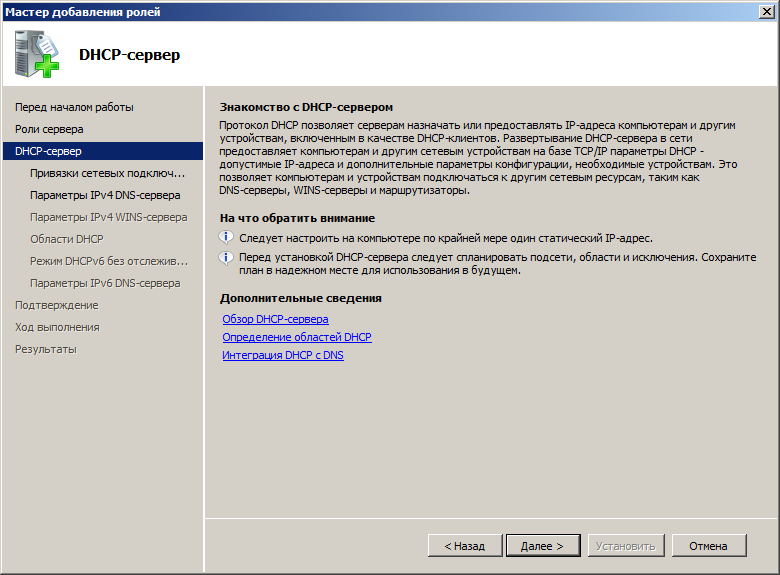 Мастер добавления ролей
DHCP-сервер
Перед началом работы
Роли сервера
DHCP-сервер
Привязки сетевых подключ...
Параметры IPv4 DNS-сервера
Параметры IPv4 WINS-сервера
Области DHCP
Режим DHCPv6 без отслежив...
Параметры IPv6 DNS-сервера
Подтверждение
Ход выполнения
Результаты
Знакомство с DHCP-сервером
Протокол DHCP позволяет серверам назначать или предоставлять IP-адреса компьютерам и другим
устройствам, включенным в качестве DHCP-клиентов. Развертывание DHCP-сервера в сети
предоставляет компьютерам и другим сетевым устройствам на базе TCP/IP параметры DHCP -
допустимые IP-адреса и дополнительные параметры конфигурации, необходимые устройствам. Это
позволяет компьютерам и устройствам подключаться к другим сетевым ресурсам, таким как
DNS-серверы, WINS-серверы и маршрутизаторы.
На что обратить внимание
Следует настроить на компьютере по крайней мере один статический IP-адрес.
Перед установкой DHCP-сервера следует спланировать подсети, области и исключения. Сохраните
план в надежном месте для использования в будущем.
Дополнительные сведения
Обзор DHCP-сервера
Определение областей DHCP
Интеграция DHCP с DNS
< Назад
Далее >
Установить
Отмена